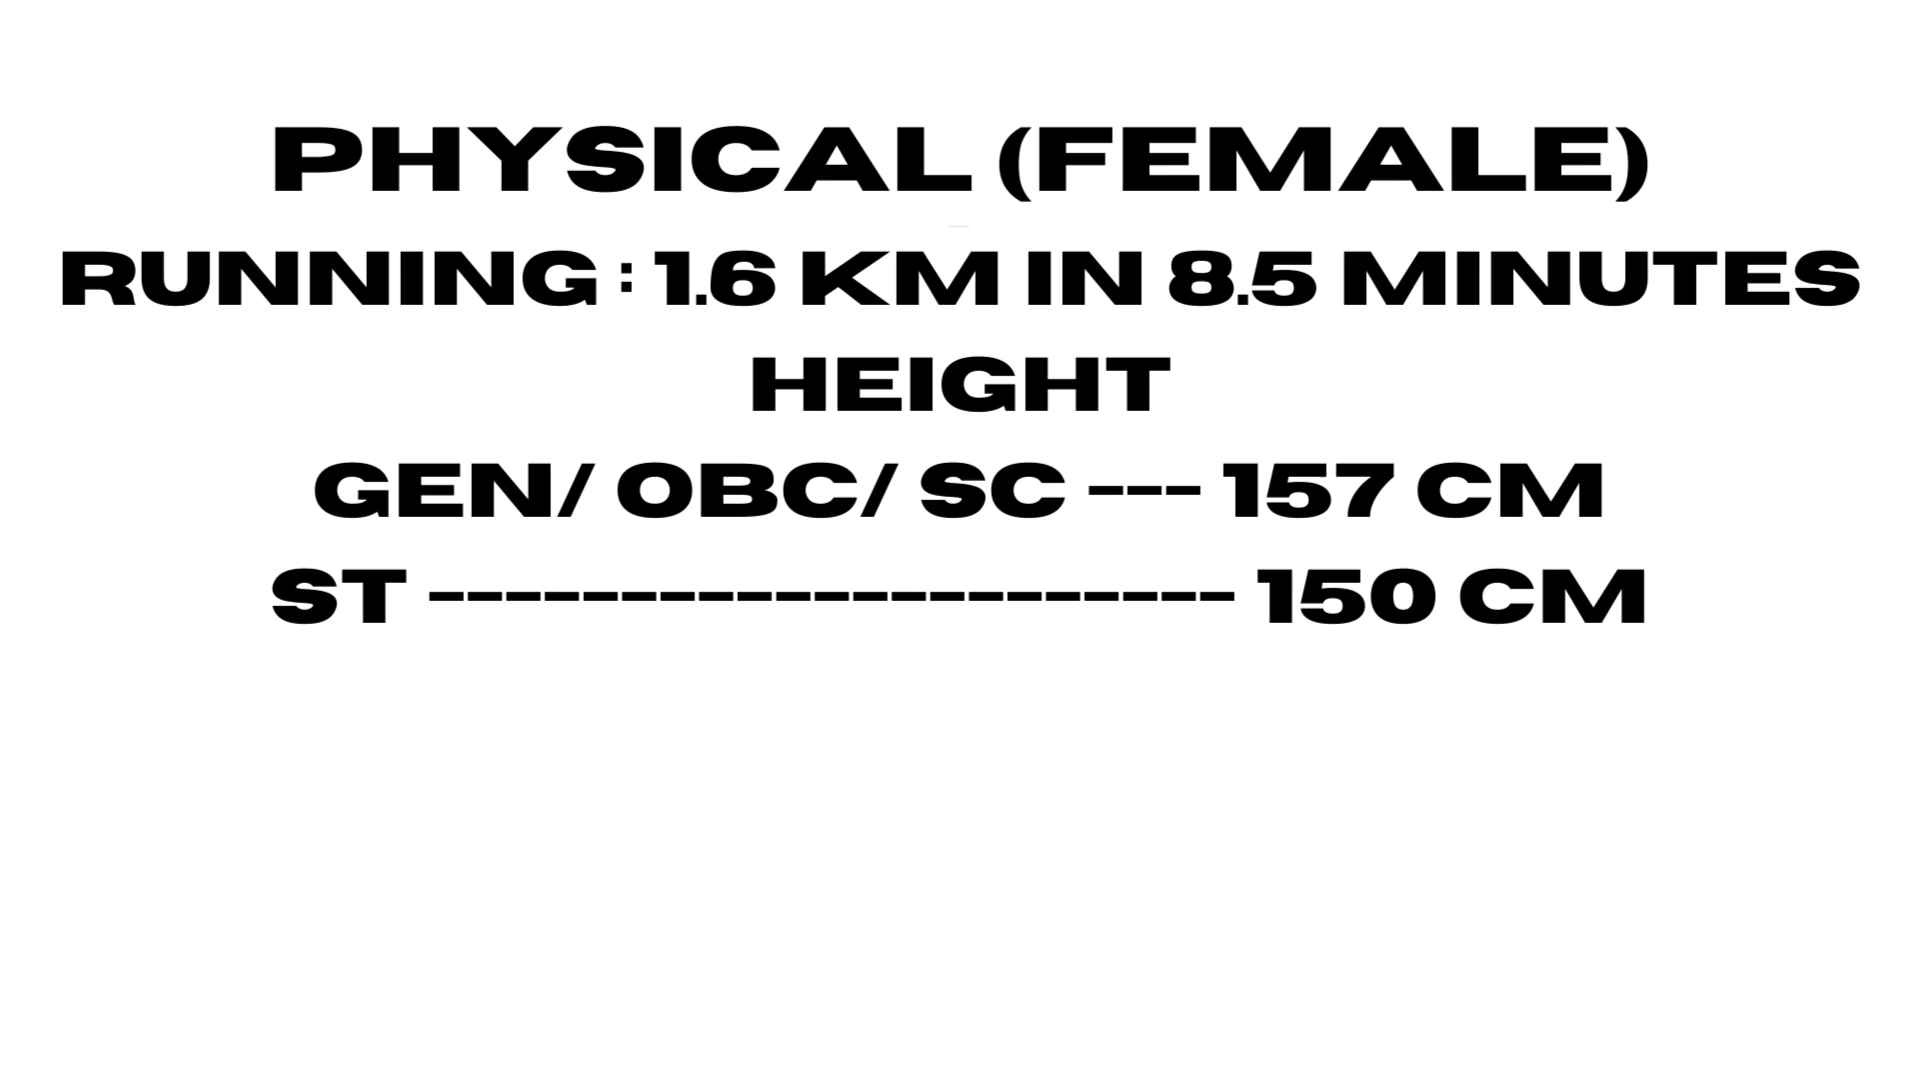 PHYSICAL (FEMALE)
RUNNING : 1.6 KM IN 8.5 MINUTES
HEIGHT
GEN/ OBC/ SC --- 157 CM
ST --------------------- 150 CM